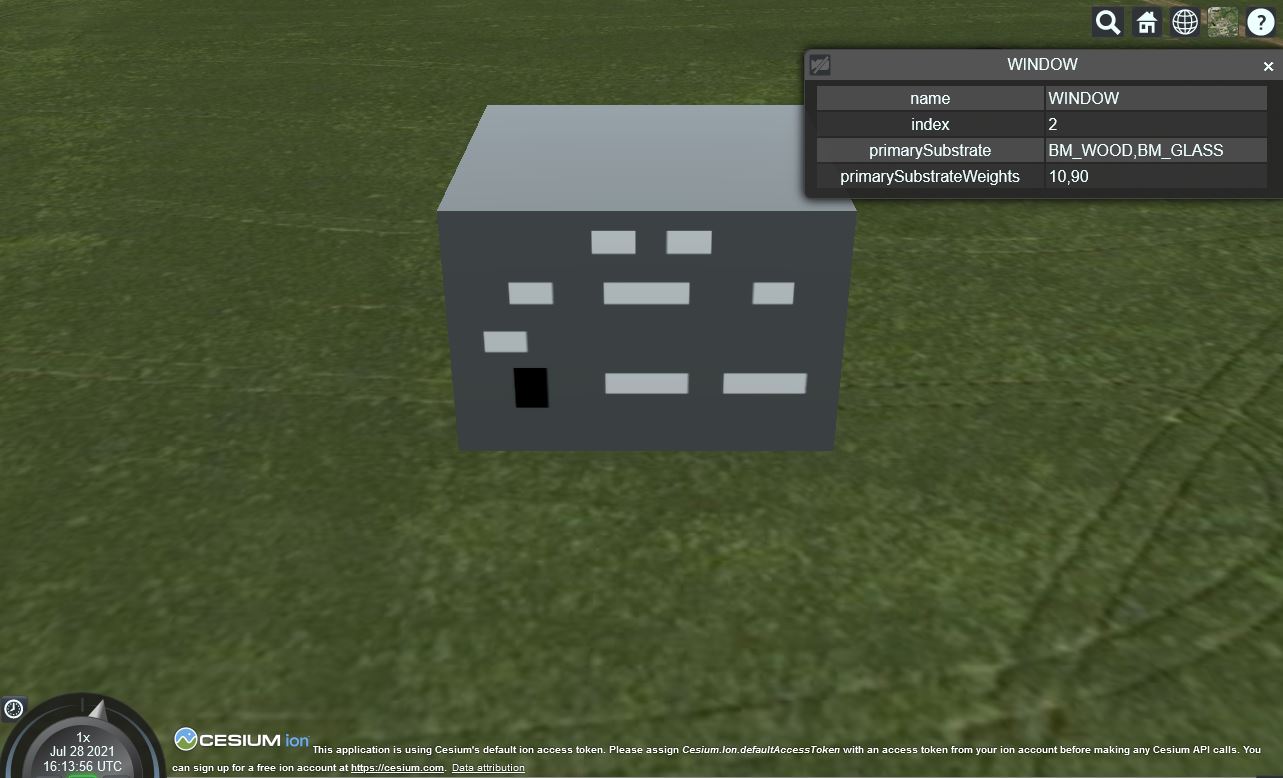 WINDOW ×
name WINDOW
index 2
primarySubstrate BM_WOOD,BM_GLASS
primarySubstrateWeights 10,90
1x
Jul 28 2021
16:13:56 UTC
CESIUM ion This application is using Cesium's default ion access token. Please assign Cesium.Ion.defaultAccessToken with an access token from your ion account before making any Cesium API calls. You
can sign up for a free ion account at https://cesium.com. Data attribution